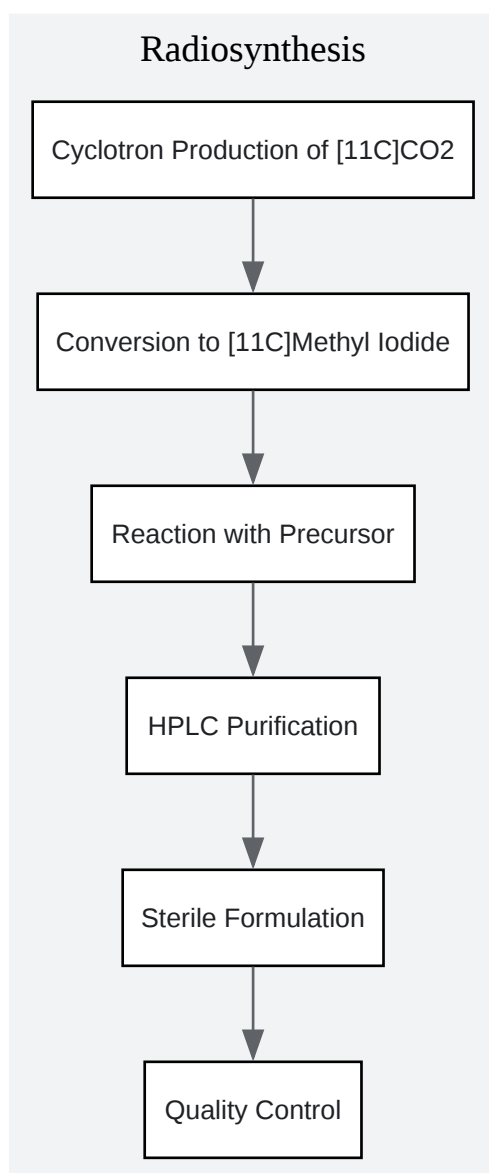 Radiosynthesis
Cyclotron Production of [11C]CO2
Conversion to [11C]Methyl Iodide
Reaction with Precursor
HPLC Purification
Sterile Formulation
Quality Control